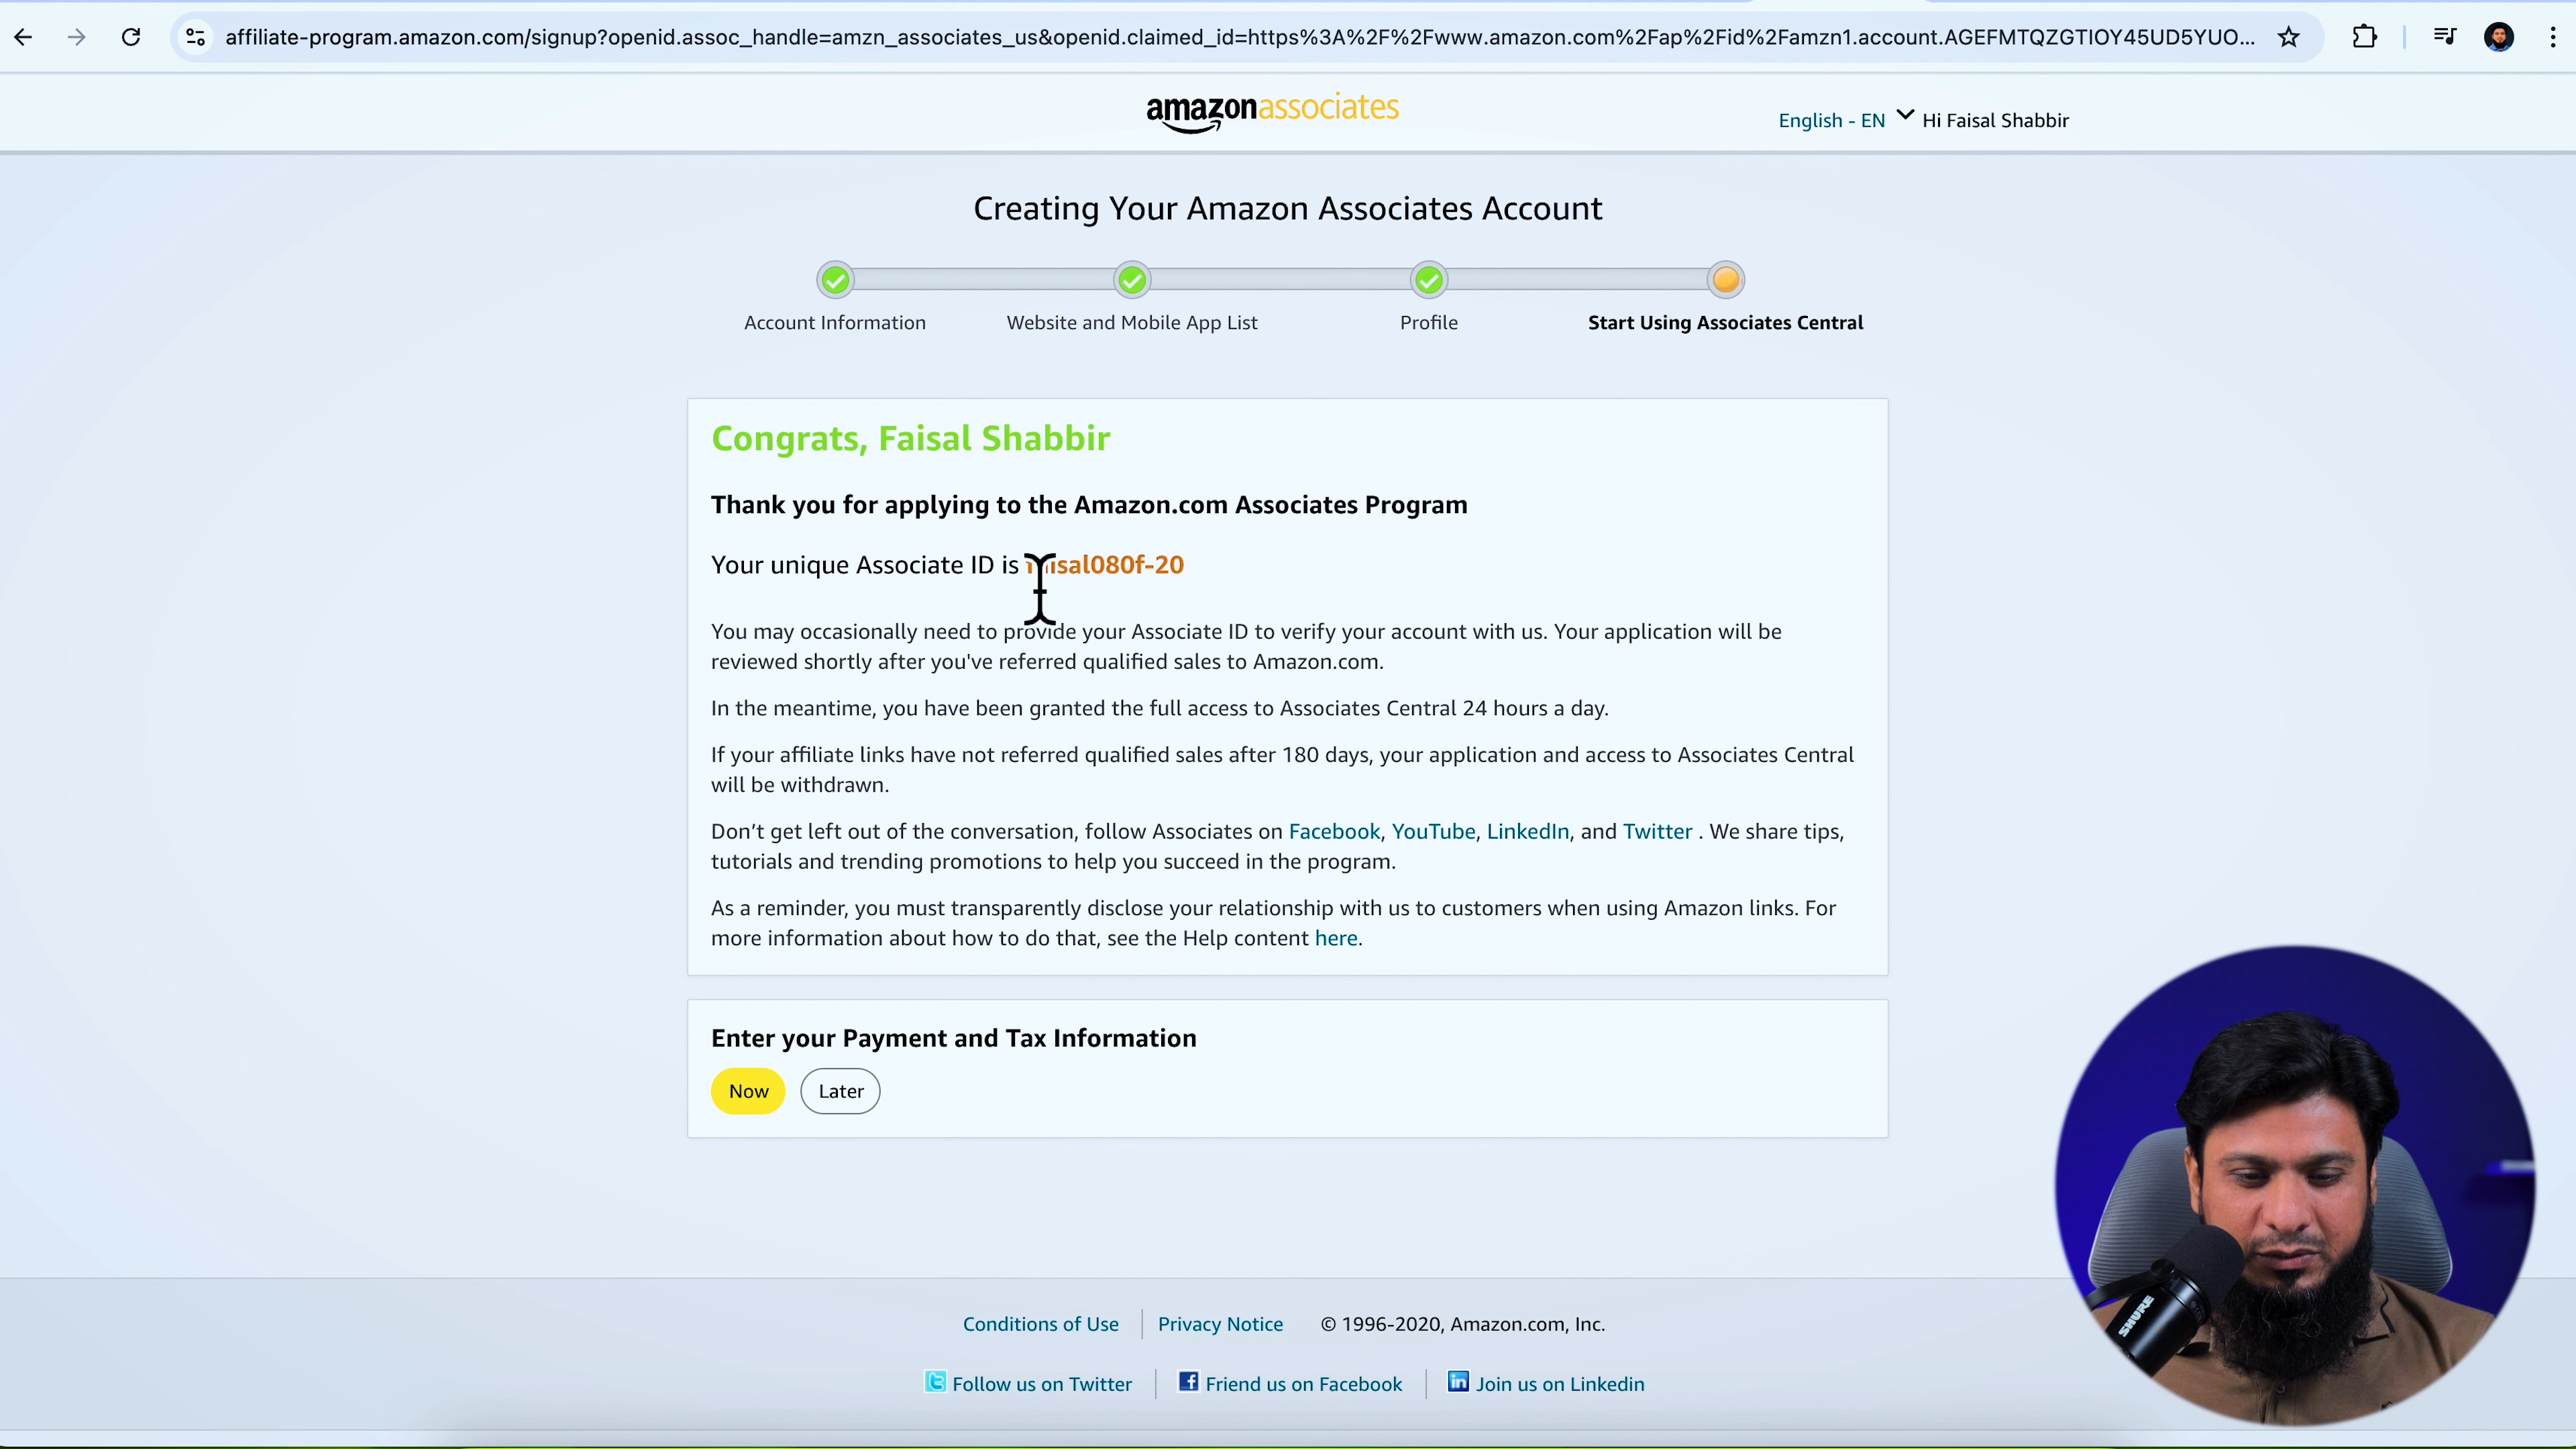 affiliate-program.amazon.com/signup?openid.assoc_handle=amzn_associates_us&openid.claimed_id=https%3A%2F%2Fwww.amazon.com%2Fap%2Fid%2Famzn1.account.AGEFMTQZGTIOY45UD5YUO...
amazonassociates
English - EN Hi Faisal Shabbir
Creating Your Amazon Associates Account
Account Information Website and Mobile App List Profile Start Using Associates Central
Congrats, Faisal Shabbir
Thank you for applying to the Amazon.com Associates Program
Your unique Associate ID is faisal080f-20
You may occasionally need to provide your Associate ID to verify your account with us. Your application will be
reviewed shortly after you've referred qualified sales to Amazon.com.
In the meantime, you have been granted the full access to Associates Central 24 hours a day.
If your affiliate links have not referred qualified sales after 180 days, your application and access to Associates Central
will be withdrawn.
Don't get left out of the conversation, follow Associates on Facebook, YouTube, LinkedIn, and Twitter . We share tips,
tutorials and trending promotions to help you succeed in the program.
As a reminder, you must transparently disclose your relationship with us to customers when using Amazon links. For
more information about how to do that, see the Help content here.
Enter your Payment and Tax Information
Now Later
SHURE
Conditions of Use Privacy Notice © 1996-2020, Amazon.com, Inc.
Follow us on Twitter Friend us on Facebook Join us on Linkedin